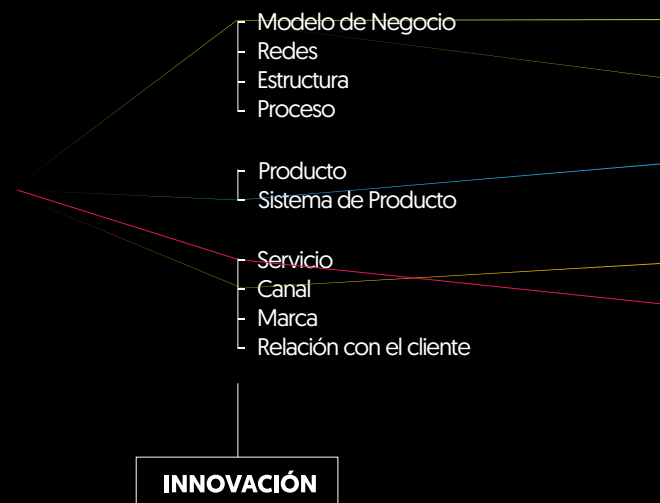 Modelo de Negocio
Redes
Estructura
Proceso
Producto
Sistema de Producto
Servicio
Canal
Marca
Relación con el cliente
INNOVACIÓN